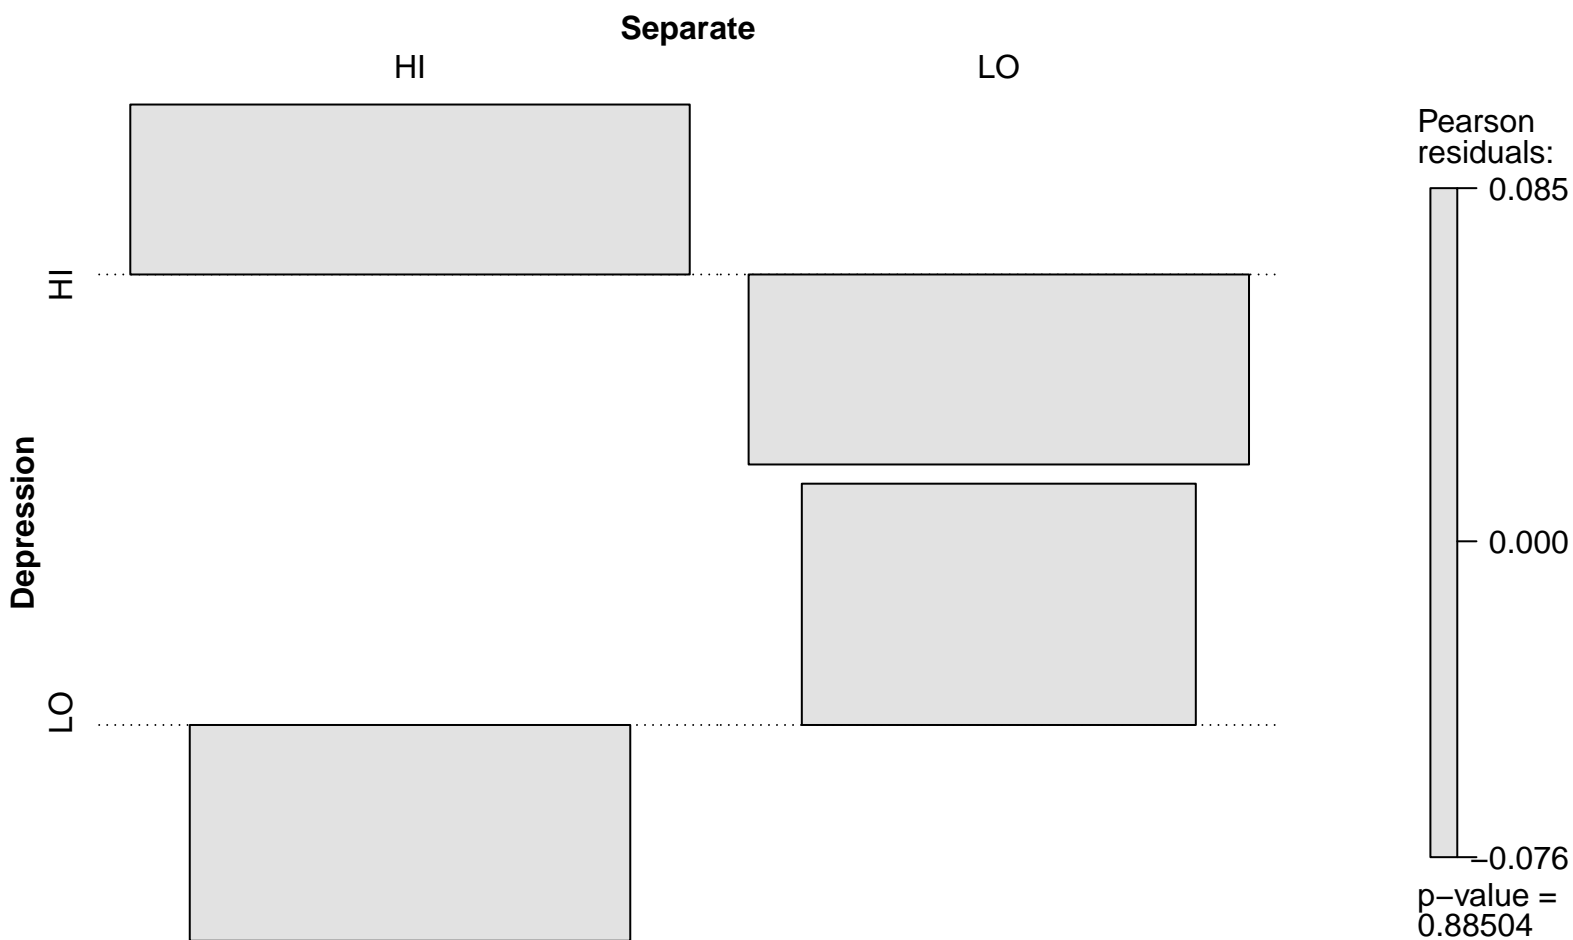 Separate
HI LO
HI
Depression
LO
Pearson
residuals:
0.085
0.000
−0.076
p−value =
0.88504